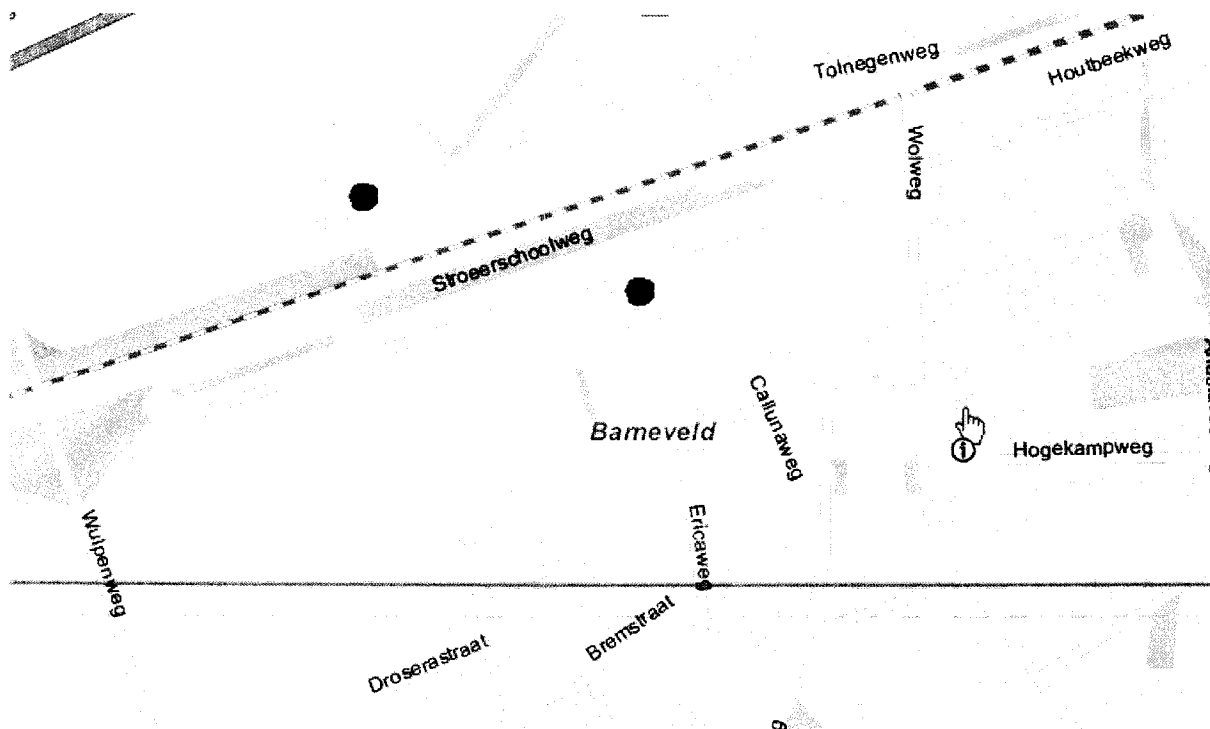 Tolnegenweg
Houtbeekweg
Wolweg
Stroeerschoolweg
Callunaweg
Barneveld
Hogekampweg
Ericaweg
Wulpenweg
Bremstraat
Droserastraat